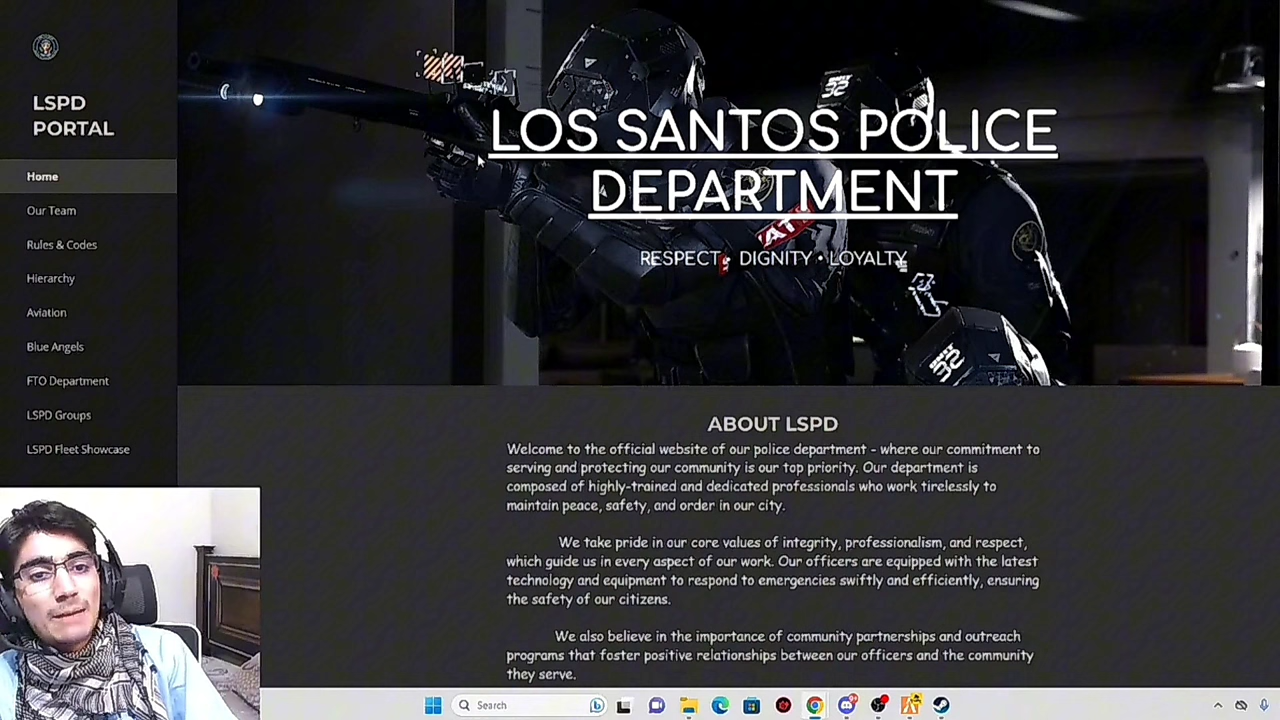 LSPD
PORTAL
Home
Our Team
Rules & Codes
Hierarchy
Aviation
Blue Angels
FTO Department
LSPD Groups
LSPD Fleet Showcase
LOS SANTOS POLICE
DEPARTMENT
RESPECT • DIGNITY • LOYALTY
32
32
ABOUT LSPD
Welcome to the official website of our police department - where our commitment to
serving and protecting our community is our top priority. Our department is
composed of highly-trained and dedicated professionals who work tirelessly to
maintain peace, safety, and order in our city.
We take pride in our core values of integrity, professionalism, and respect,
which guide us in every aspect of our work. Our officers are equipped with the latest
technology and equipment to respond to emergencies swiftly and efficiently, ensuring
the safety of our citizens.
We also believe in the importance of community partnerships and outreach
programs that foster positive relationships between our officers and the community
they serve.
Search